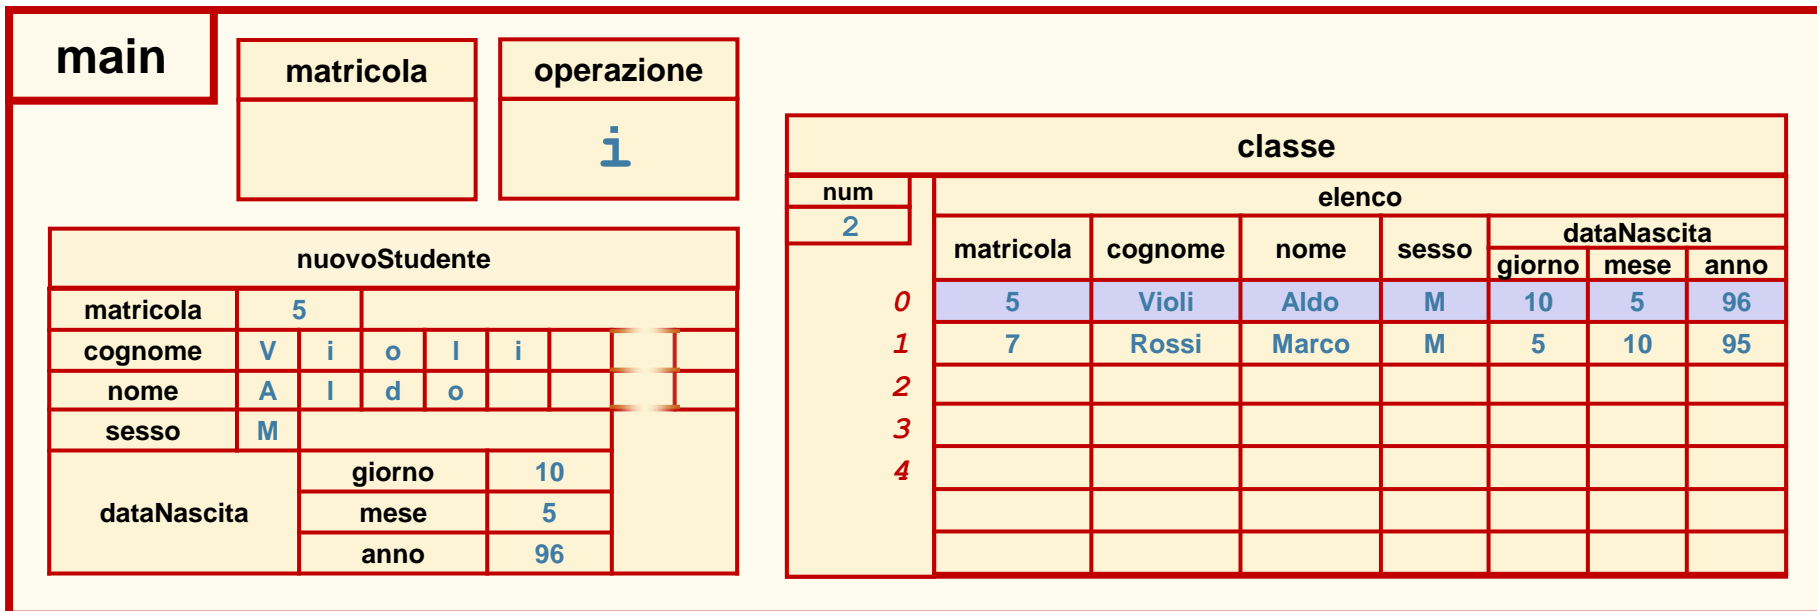 main
matricola
operazione
i
nuovoStudente
matricola 5
cognome V i o l i
nome A l d o
sesso M
dataNascita
giorno 10
mese 5
anno 96
classe
num
2
elenco
matricola cognome nome sesso dataNascita
giorno mese anno
0 5 Violi Aldo M 10 5 96
1 7 Rossi Marco M 5 10 95
2
3
4